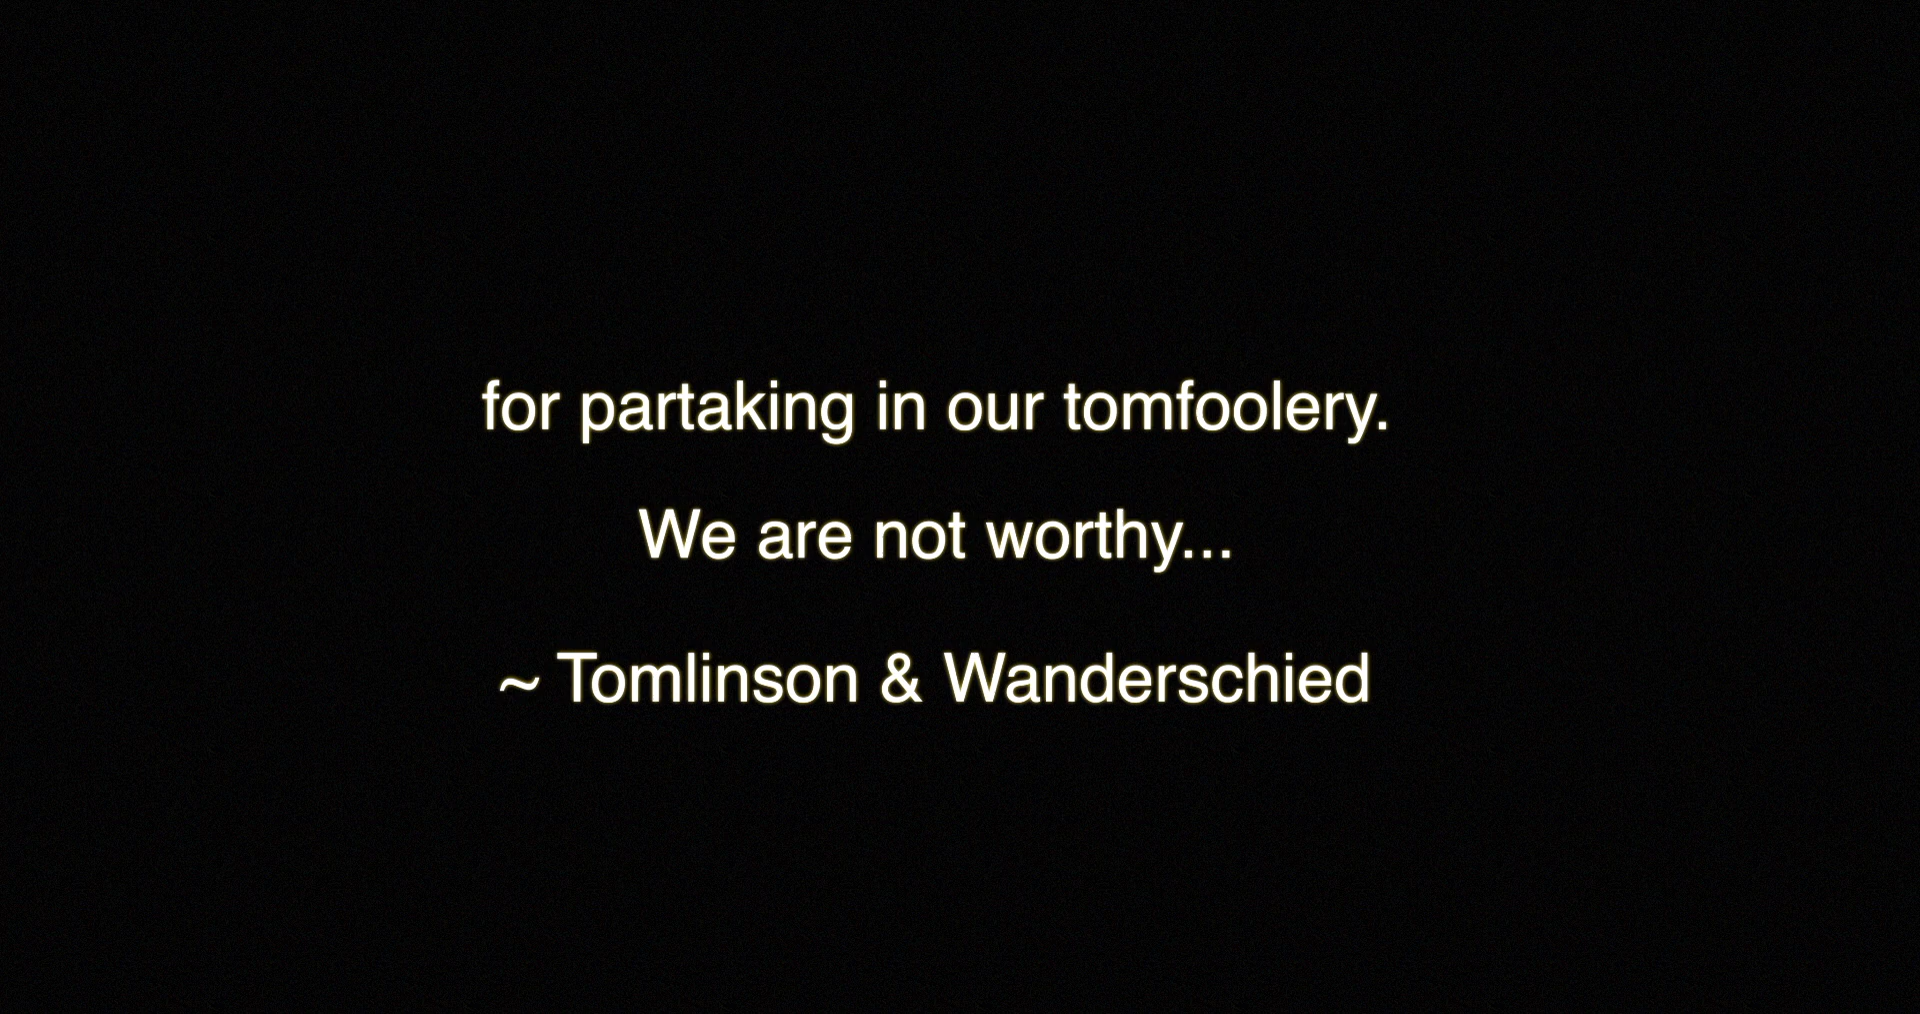 for partaking in our tomfoolery.
We are not worthy...
~ Tomlinson & Wanderschied